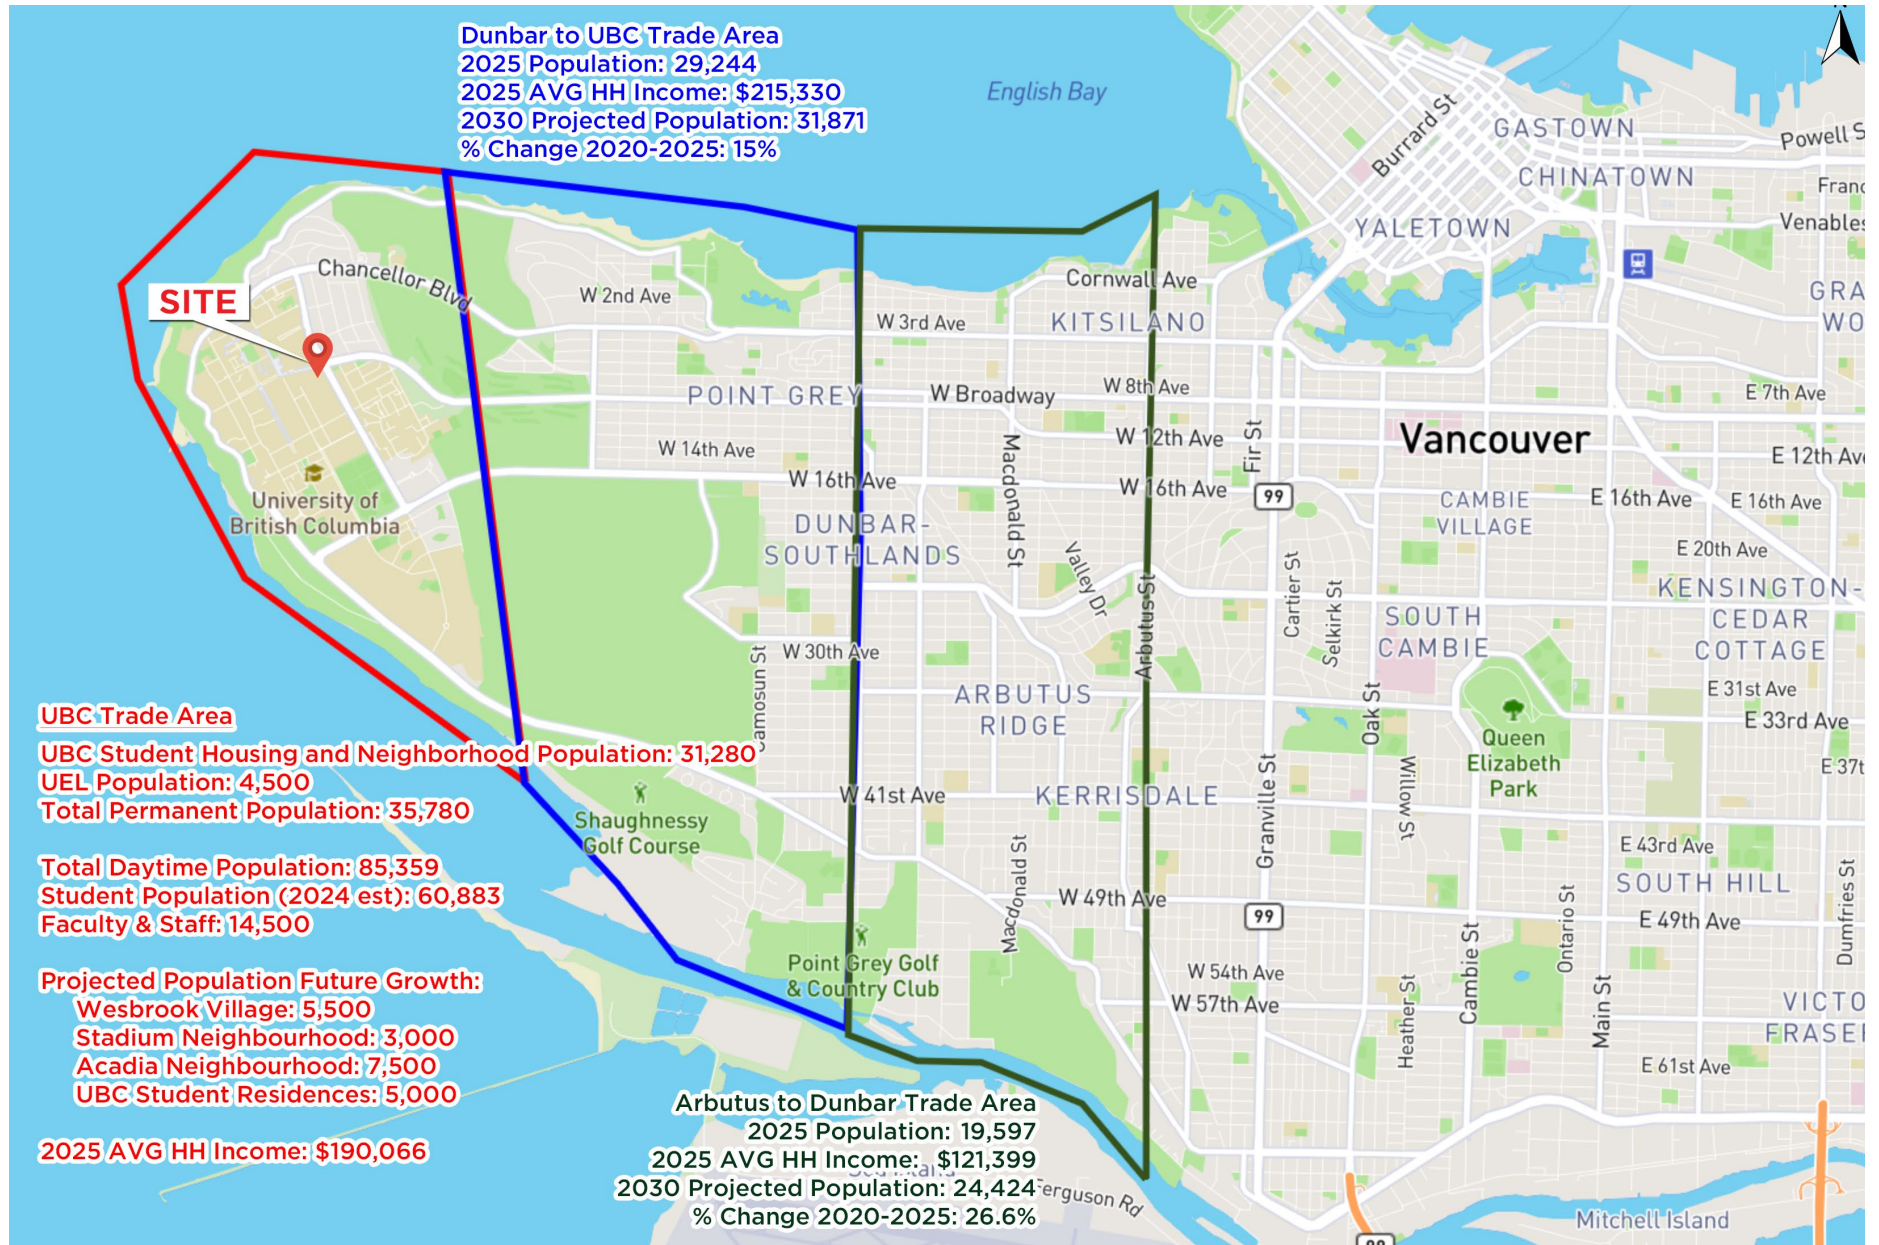 N
Dunbar to UBC Trade Area
2025 Population: 29,244
2025 AVG HH Income: $215,330
2030 Projected Population: 31,871
% Change 2020-2025: 15%
English Bay
Burrard St
GASTOWN
Powell S
CHINATOWN
Franc
YALETOWN
Venables
Chancellor Blvd
SITE
W 2nd Ave
Cornwall Ave
GRA
WO
W 3rd Ave
KITSILANO
POINT GREY
W Broadway
W 8th Ave
E 7th Ave
W 14th Ave
Macdonald St
W 12th Ave
Fir St
Vancouver
E 12th Ave
W 16th Ave
W 16th Ave
99
CAMBIE
VILLAGE
E 16th Ave
E 16th Ave
University of
British Columbia
DUNBAR-
SOUTHLANDS
Valley Dr
Arbutus St
Cartier St
Selkirk St
E 20th Ave
KENSINGTON-
CEDAR
COTTAGE
SOUTH
CAMBIE
W 30th Ave
Camosun St
ARBUTUS
RIDGE
Oak St
E 31st Ave
E 33rd Ave
Queen
Elizabeth
Park
Willow St
E 37t
Granville St
W 41st Ave
KERRISDALE
Shaughnessy
Golf Course
Macdonald St
E 43rd Ave
SOUTH HILL
Dumfries St
W 49th Ave
99
Ontario St
E 49th Ave
Cambie St
Point Grey Golf
& Country Club
W 54th Ave
W 57th Ave
Heather St
Main St
VICTO
FRASER
E 61st Ave
UBC Trade Area
UBC Student Housing and Neighborhood Population: 31,280
UEL Population: 4,500
Total Permanent Population: 35,780
Total Daytime Population: 85,359
Student Population (2024 est): 60,883
Faculty & Staff: 14,500
Projected Population Future Growth:
Wesbrook Village: 5,500
Stadium Neighbourhood: 3,000
Acadia Neighbourhood: 7,500
UBC Student Residences: 5,000
2025 AVG HH Income: $190,066
Arbutus to Dunbar Trade Area
2025 Population: 19,597
2025 AVG HH Income: $121,399
2030 Projected Population: 24,424
% Change 2020-2025: 26.6%
Ferguson Rd
Mitchell Island
99